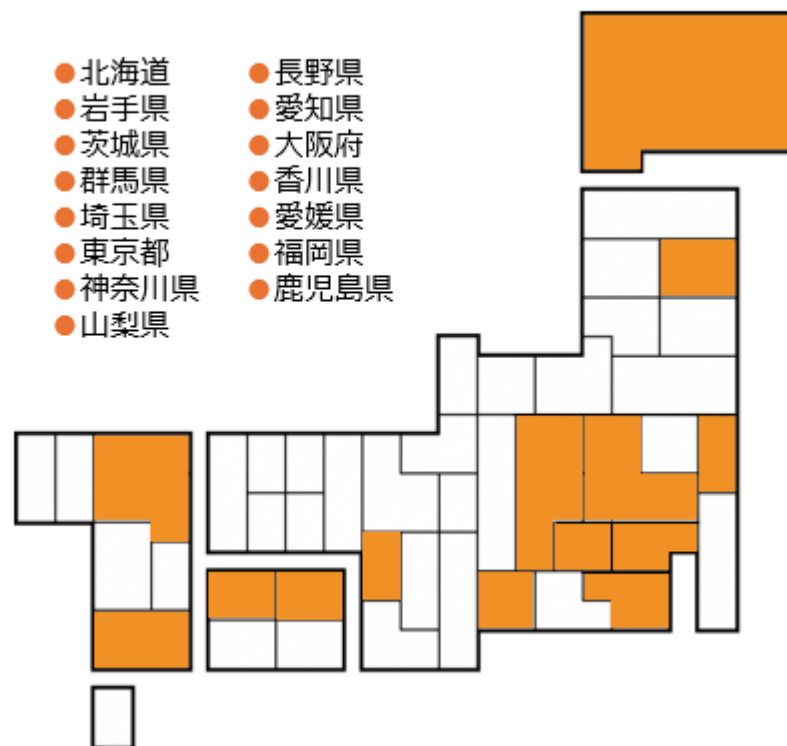 ●北海道
●岩手県
●茨城県
●群馬県
●埼玉県
●東京都
●神奈川県
●山梨県
●長野県
●愛知県
●大阪府
●香川県
●愛媛県
●福岡県
●鹿児島県